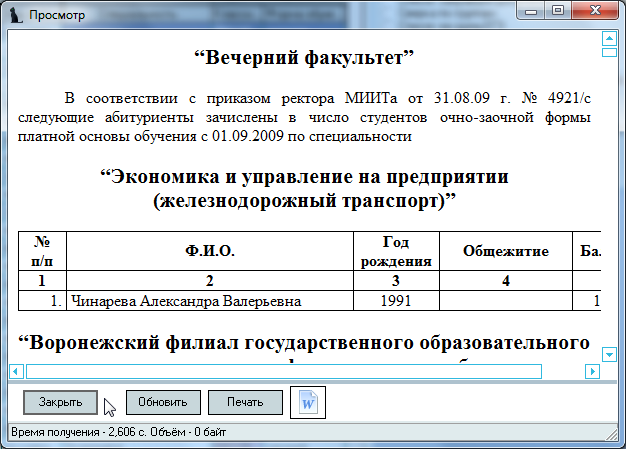 Просмотр
“Вечерний факультет”
В соответствии с приказом ректора МИИТа от 31.08.09 г. № 4921/с
следующие абитуриенты зачислены в число студентов очно-заочной формы
платной основы обучения с 01.09.2009 по специальности
“Экономика и управление на предприятии
(железнодорожный транспорт)”
№ п/п Ф.И.О. Год рождения Общежитие Ба
1 2 3 4
1. Чинарева Александра Валерьевна 1991 1
“Воронежский филиал государственного образовательного
Закрыть Обновить Печать W
Время получения - 2,606 с. Объём - 0 байт